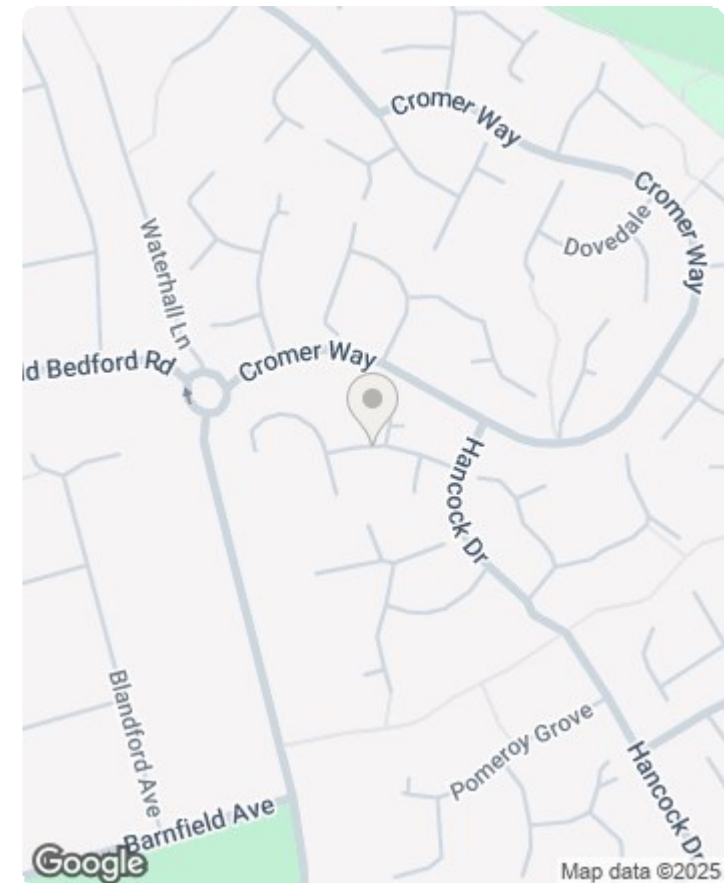 Cromer Way
Cromer Way
Dovedale
Waterhall Ln
ld Bedford Rd
Cromer Way
Hancock Dr
Blandford Ave
Pomeroy Grove
Hancock Dr
Barnfield Ave
Google
Map data ©2025